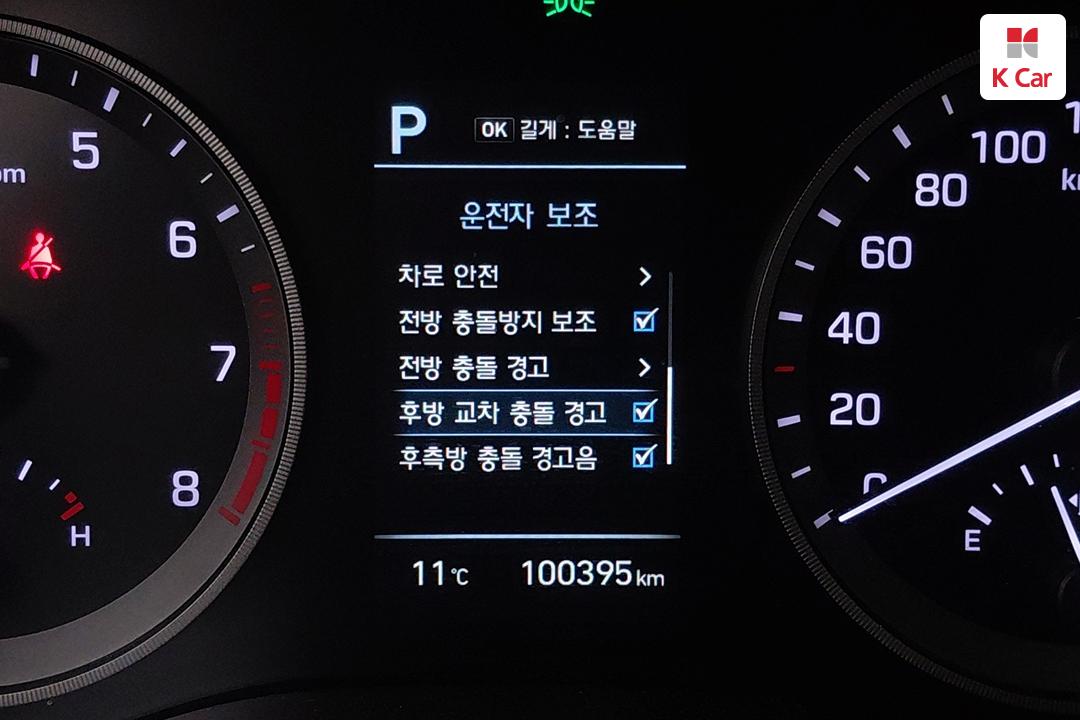 K Car
P
OK 길게 : 도움말
운전자 보조
차로 안전
전방 충돌방지 보조
전방 충돌 경고
후방 교차 충돌 경고
후측방 충돌 경고음
11℃ 100395km
5
6
7
8
H
100
80
60
40
20
0
E